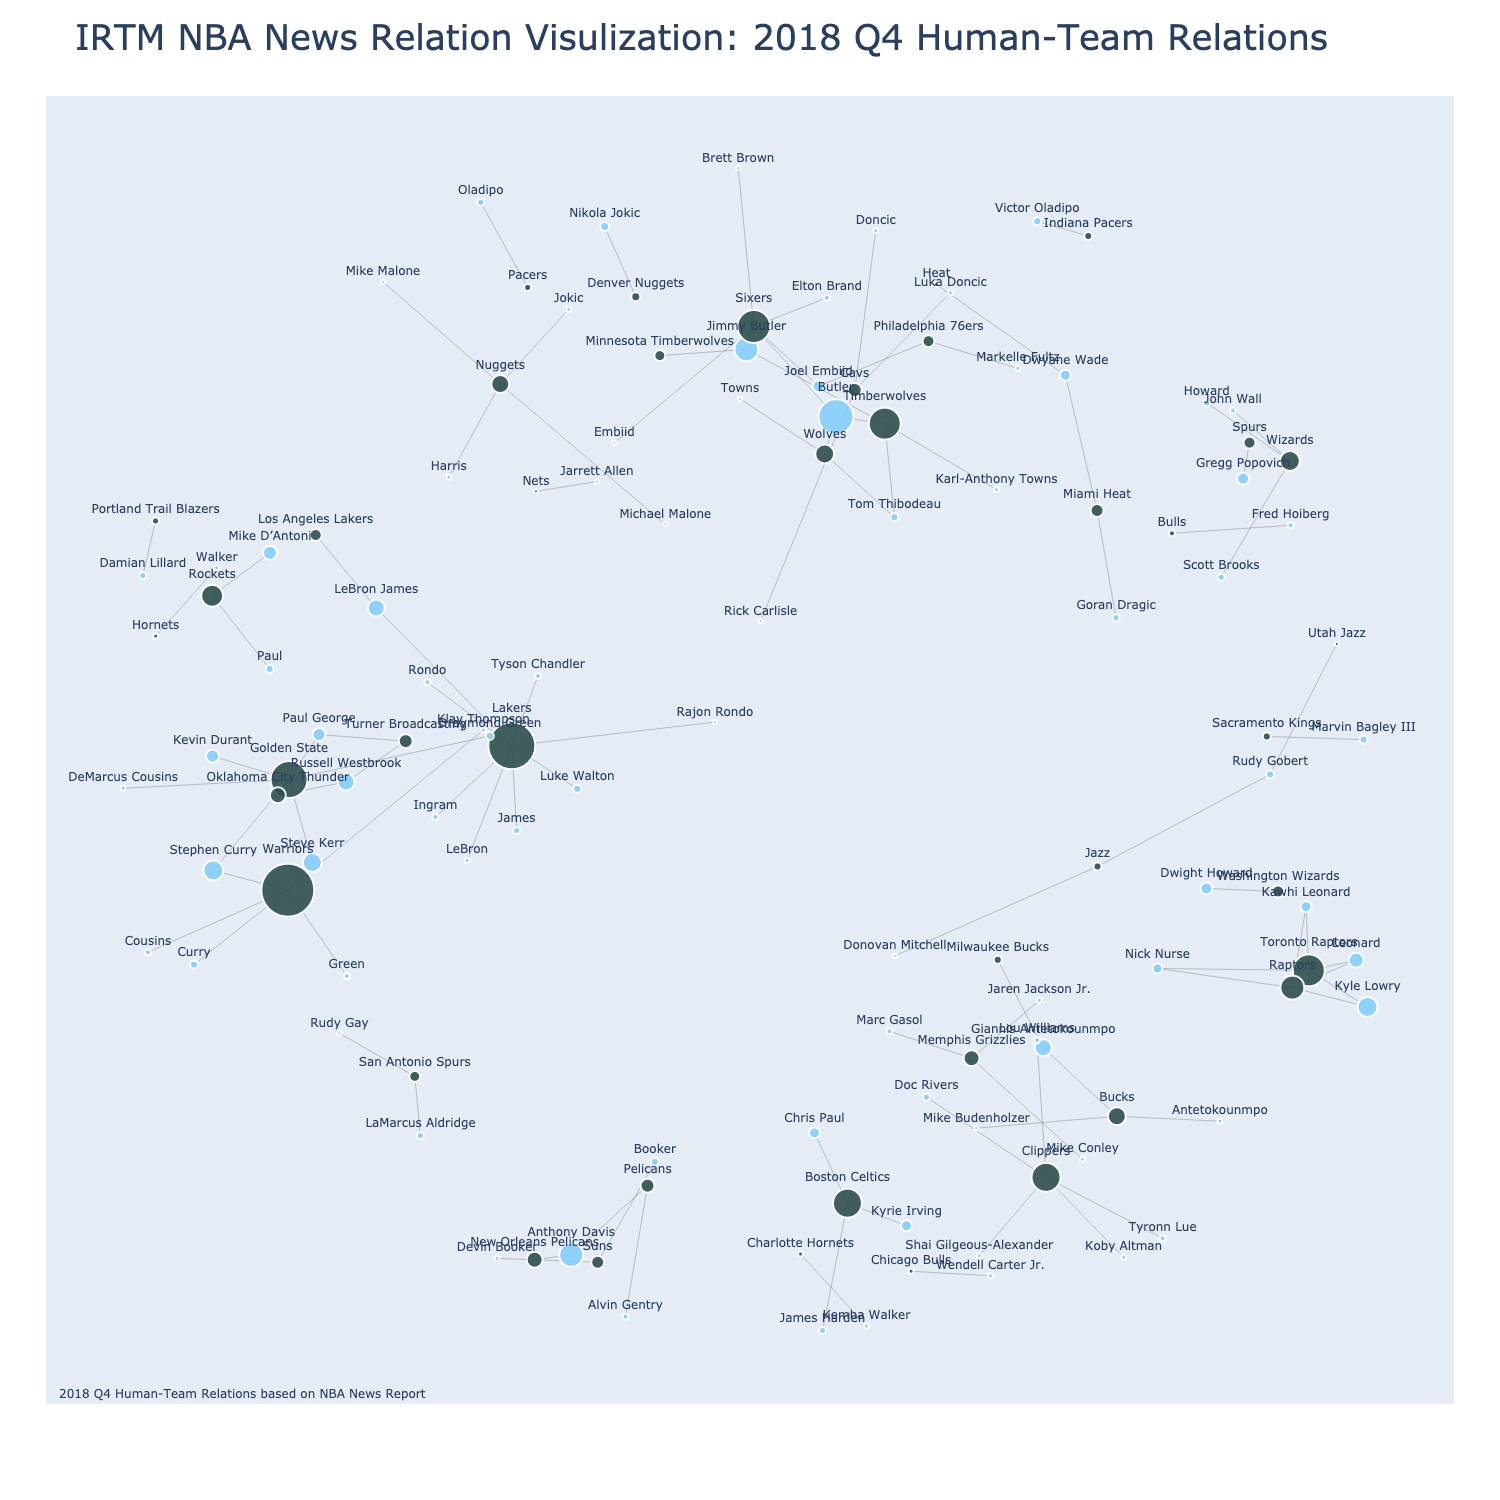 IRTM NBA News Relation Visulization: 2018 Q4 Human-Team Relations
Brett Brown
Oladipo
Nikola Jokic
Victor Oladipo
Doncic
Indiana Pacers
Mike Malone
Pacers
Denver Nuggets
Heat
Luka Doncic
Elton Brand
Jokic
Sixers
Jimmy Butler
Philadelphia 76ers
Minnesota Timberwolves
Markelle Fultz
Dwyane Wade
Nuggets
Joel Embiid
Cavs
Towns
Butler
Timberwolves
Howard
John Wall
Embiid
Wolves
Spurs
Wizards
Harris
Jarrett Allen
Nets
Karl-Anthony Towns
Gregg Popovich
Miami Heat
Tom Thibodeau
Michael Malone
Bulls
Fred Hoiberg
Portland Trail Blazers
Los Angeles Lakers
Mike D’Antoni
Walker
Damian Lillard
Rockets
Scott Brooks
LeBron James
Goran Dragic
Rick Carlisle
Hornets
Utah Jazz
Paul
Rondo
Tyson Chandler
Lakers
Rajon Rondo
Paul George
Turner Broadcasting
Klay Thompson
Draymond Green
Sacramento Kings
Marvin Bagley III
Kevin Durant
Golden State
Russell Westbrook
Rudy Gobert
DeMarcus Cousins
Oklahoma City Thunder
Luke Walton
Ingram
James
Steve Kerr
Stephen Curry
Warriors
LeBron
Jazz
Dwight Howard
Washington Wizards
Kawhi Leonard
Cousins
Curry
Green
Donovan Mitchell
Milwaukee Bucks
Toronto Raptors
Leonard
Nick Nurse
Raptors
Kyle Lowry
Jaren Jackson Jr.
Rudy Gay
Marc Gasol
Lou Williams
Giannis Antetokounmpo
Memphis Grizzlies
San Antonio Spurs
Doc Rivers
Bucks
LaMarcus Aldridge
Chris Paul
Mike Budenholzer
Antetokounmpo
Booker
Mike Conley
Clippers
Pelicans
Boston Celtics
Kyrie Irving
Tyronn Lue
Anthony Davis
New Orleans Pelicans
Devin Booker
Suns
Charlotte Hornets
Shai Gilgeous-Alexander
Koby Altman
Chicago Bulls
Wendell Carter Jr.
Alvin Gentry
James Harden
Kemba Walker
2018 Q4 Human-Team Relations based on NBA News Report